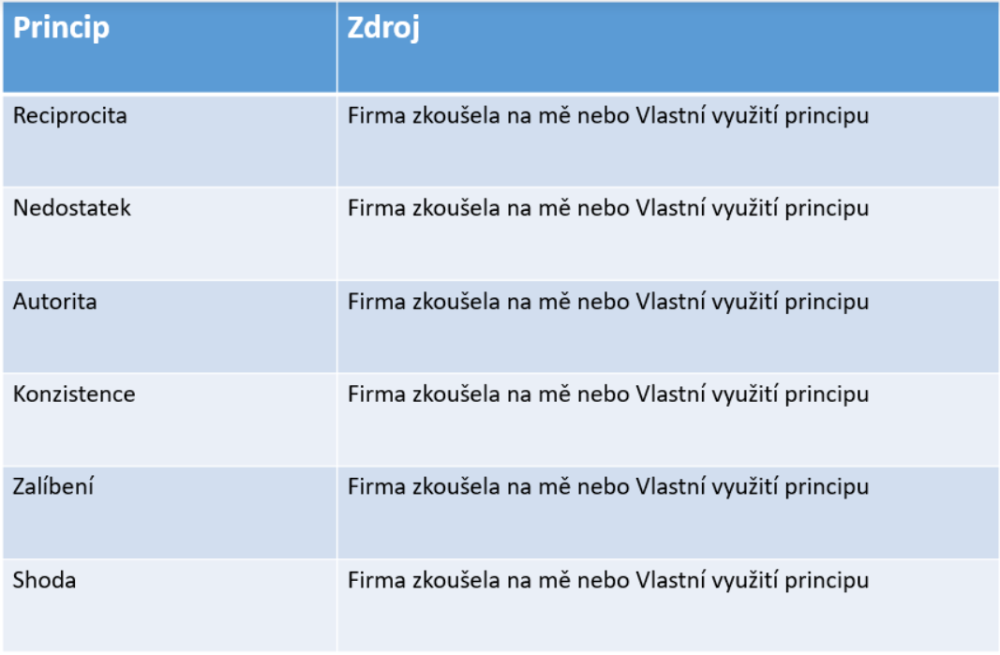 Princip Zdroj
Reciprocita Firma zkoušela na mě nebo Vlastní využití principu
Nedostatek Firma zkoušela na mě nebo Vlastní využití principu
Autorita Firma zkoušela na mě nebo Vlastní využití principu
Konzistence Firma zkoušela na mě nebo Vlastní využití principu
Zalíbení Firma zkoušela na mě nebo Vlastní využití principu
Shoda Firma zkoušela na mě nebo Vlastní využití principu